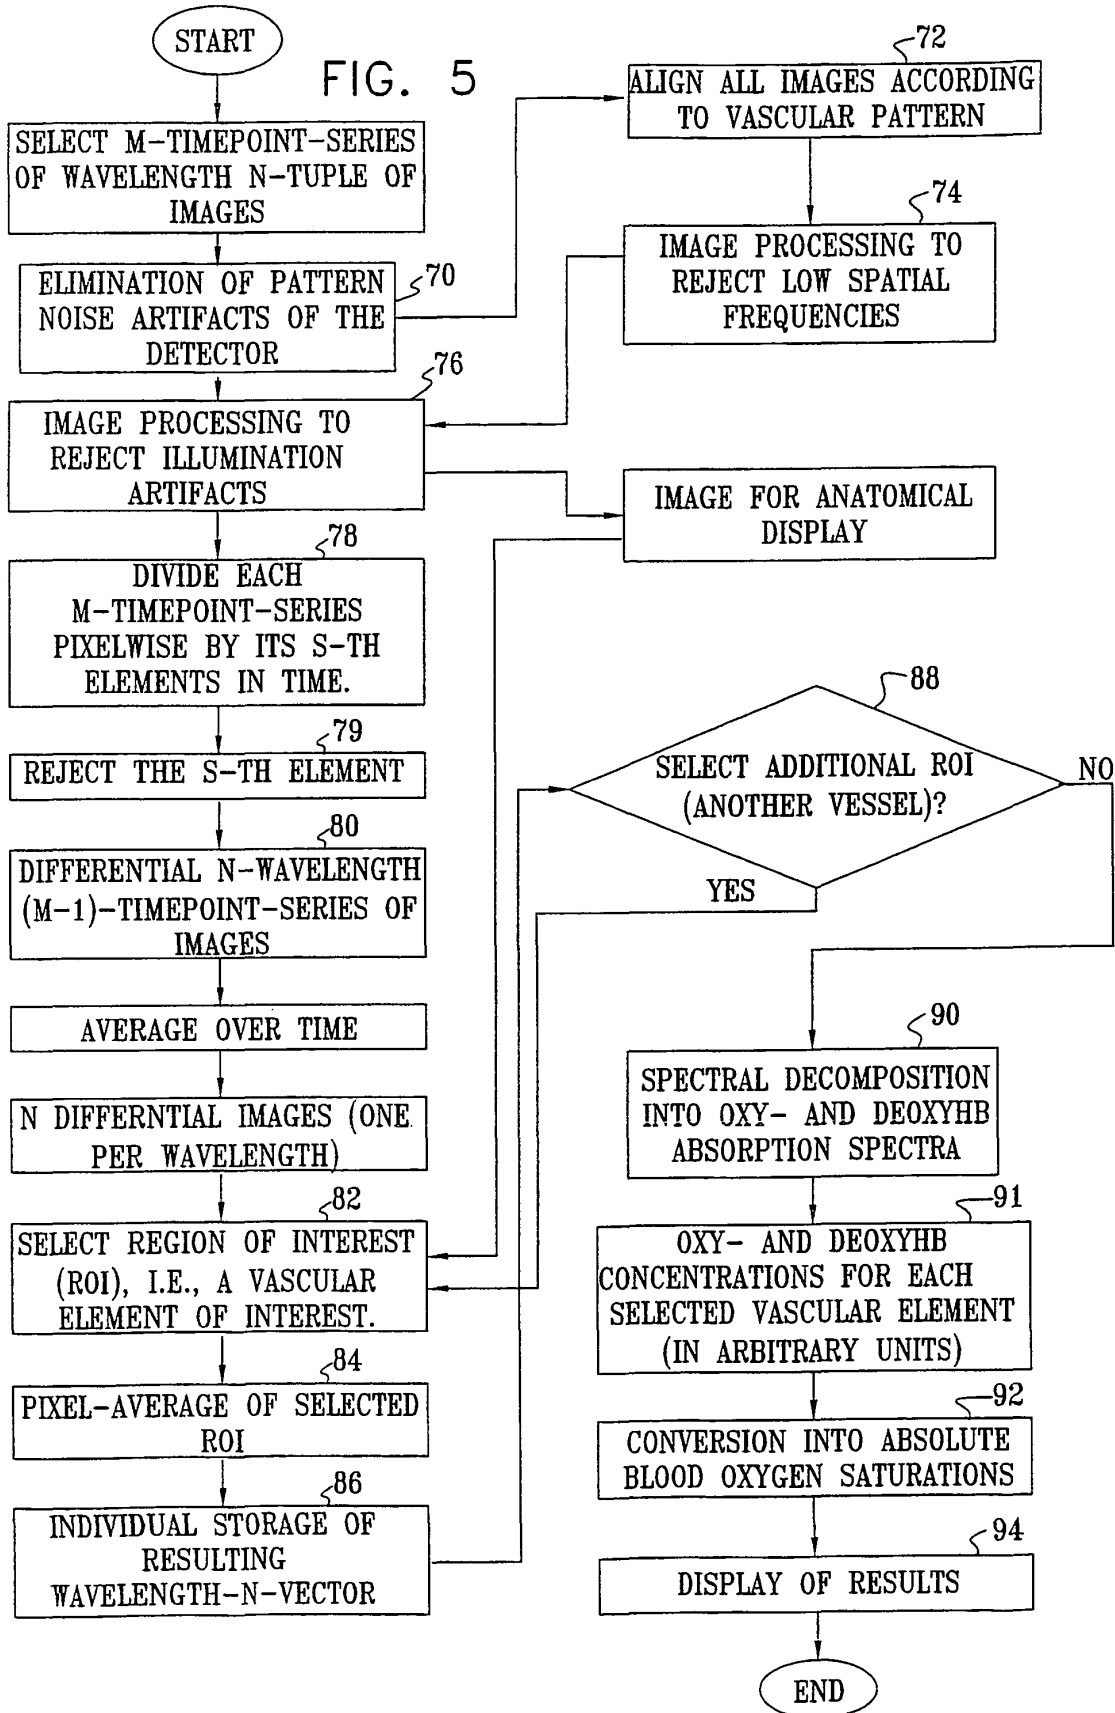 START
FIG. 5
SELECT M-TIMEPOINT-SERIES
OF WAVELENGTH N-TUPLE OF
IMAGES
70
ELIMINATION OF PATTERN
NOISE ARTIFACTS OF THE
DETECTOR
72
ALIGN ALL IMAGES ACCORDING
TO VASCULAR PATTERN
74
IMAGE PROCESSING TO
REJECT LOW SPATIAL
FREQUENCIES
76
IMAGE PROCESSING TO
REJECT ILLUMINATION
ARTIFACTS
IMAGE FOR ANATOMICAL
DISPLAY
78
DIVIDE EACH
M-TIMEPOINT-SERIES
PIXELWISE BY ITS S-TH
ELEMENTS IN TIME.
79
REJECT THE S-TH ELEMENT
80
DIFFERENTIAL N-WAVELENGTH
(M-1)-TIMEPOINT-SERIES OF
IMAGES
AVERAGE OVER TIME
N DIFFERNTIAL IMAGES (ONE
PER WAVELENGTH)
82
SELECT REGION OF INTEREST
(ROI), I.E., A VASCULAR
ELEMENT OF INTEREST.
84
PIXEL-AVERAGE OF SELECTED
ROI
86
INDIVIDUAL STORAGE OF
RESULTING
WAVELENGTH-N-VECTOR
88
SELECT ADDITIONAL ROI
(ANOTHER VESSEL)?
NO
YES
90
SPECTRAL DECOMPOSITION
INTO OXY- AND DEOXYHB
ABSORPTION SPECTRA
91
OXY- AND DEOXYHB
CONCENTRATIONS FOR EACH
SELECTED VASCULAR ELEMENT
(IN ARBITRARY UNITS)
92
CONVERSION INTO ABSOLUTE
BLOOD OXYGEN SATURATIONS
94
DISPLAY OF RESULTS
END